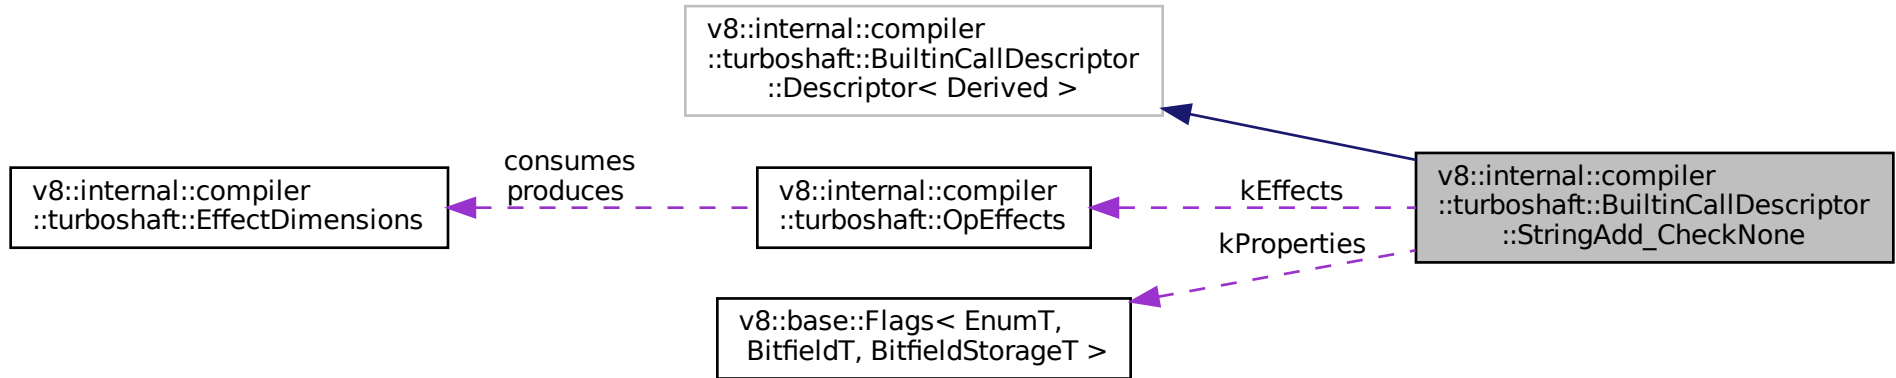 v8::internal::compiler
::turboshaft::BuiltinCallDescriptor
::Descriptor< Derived >
v8::internal::compiler
::turboshaft::EffectDimensions
consumes
produces
v8::internal::compiler
::turboshaft::OpEffects
kEffects
kProperties
v8::internal::compiler
::turboshaft::BuiltinCallDescriptor
::StringAdd_CheckNone
v8::base::Flags< EnumT,
BitfieldT, BitfieldStorageT >